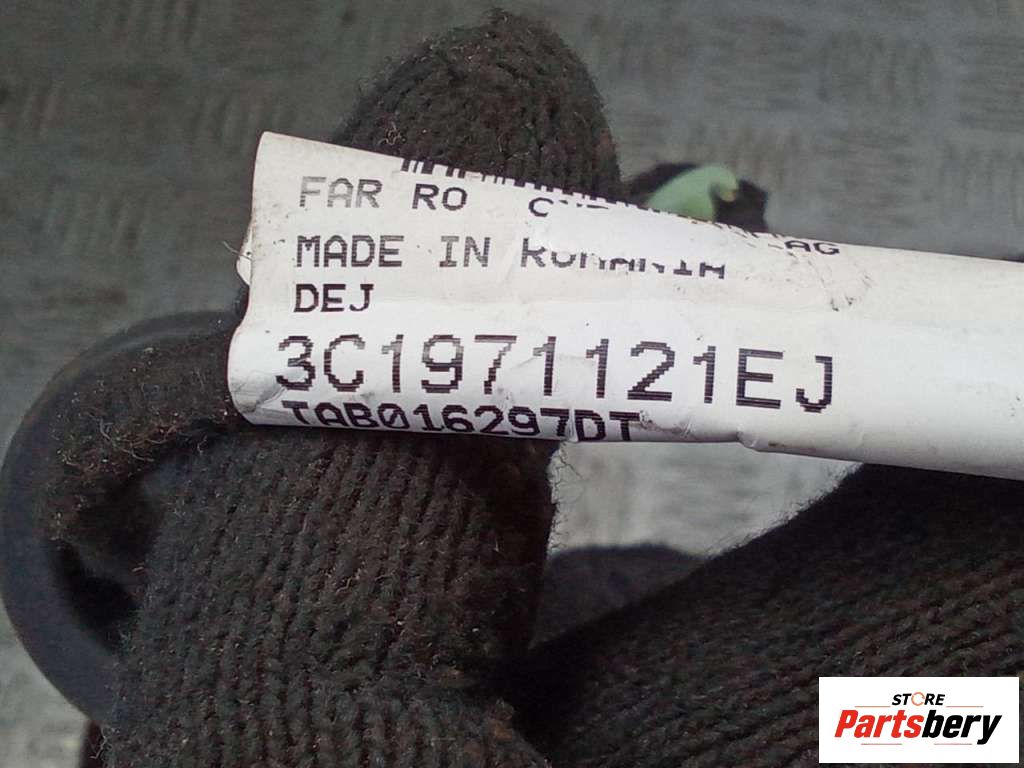 FAR RO
MADE IN ROMANIA
DEJ
3C1971121EJ
TAB016297DT
STORE
Partsbery